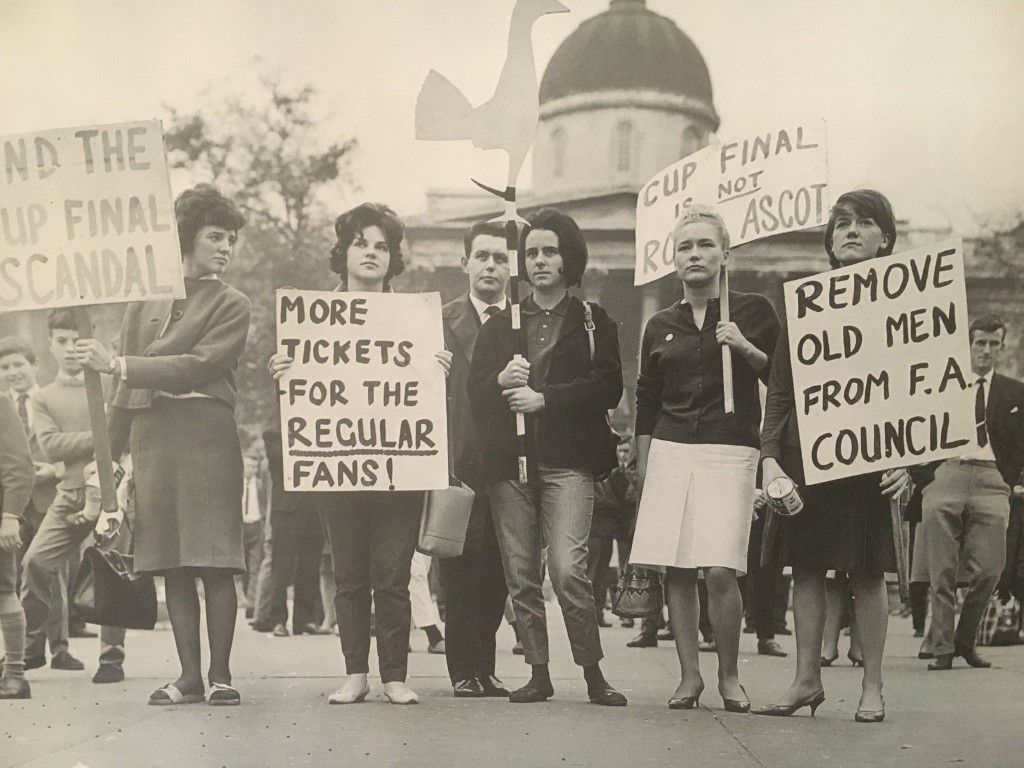 ND THE
UP FINAL
SCANDAL
MORE
TICKETS
FOR THE
REGULAR
FANS!
CUP FINAL
IS NOT
ASCOT
REMOVE
OLD MEN
FROM F.A.
COUNCIL